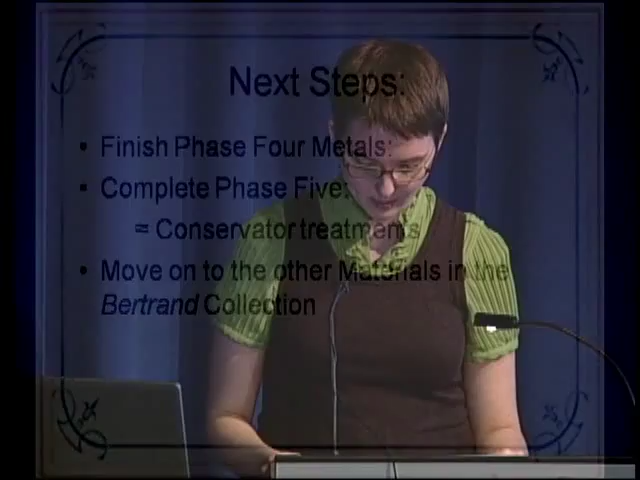 Next Steps:
• Finish Phase Four Metals:
• Complete Phase Five:
= Conservator treatments
• Move on to the other Materials in the
Bertrand Collection